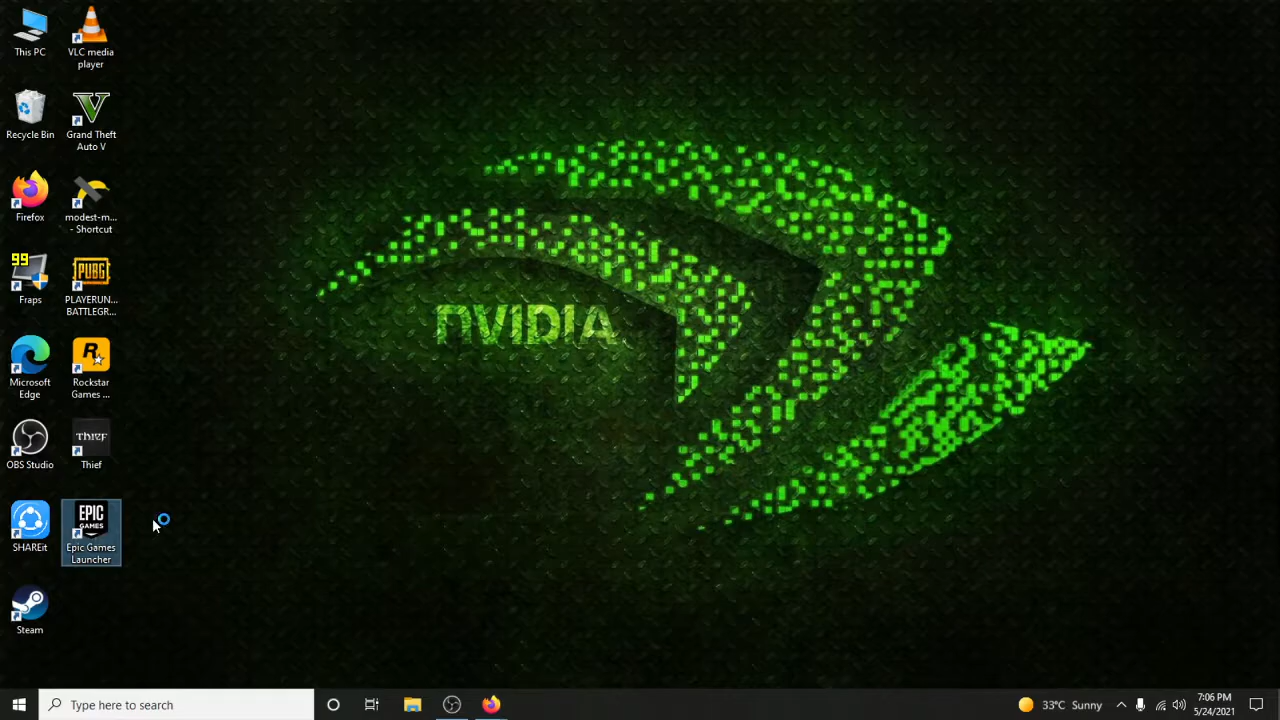 This PC
VLC media
player
Recycle Bin
Grand Theft
Auto V
Firefox
modest-m...
- Shortcut
99
Fraps
PUBG
PLAYERUN...
BATTLEGR...
Microsoft
Edge
R
Rockstar
Games ...
OBS Studio
THIEF
Thief
SHAREit
EPIC
GAMES
Epic Games
Launcher
Steam
NVIDIA
Type here to search
33°C Sunny
7:06 PM
5/24/2021